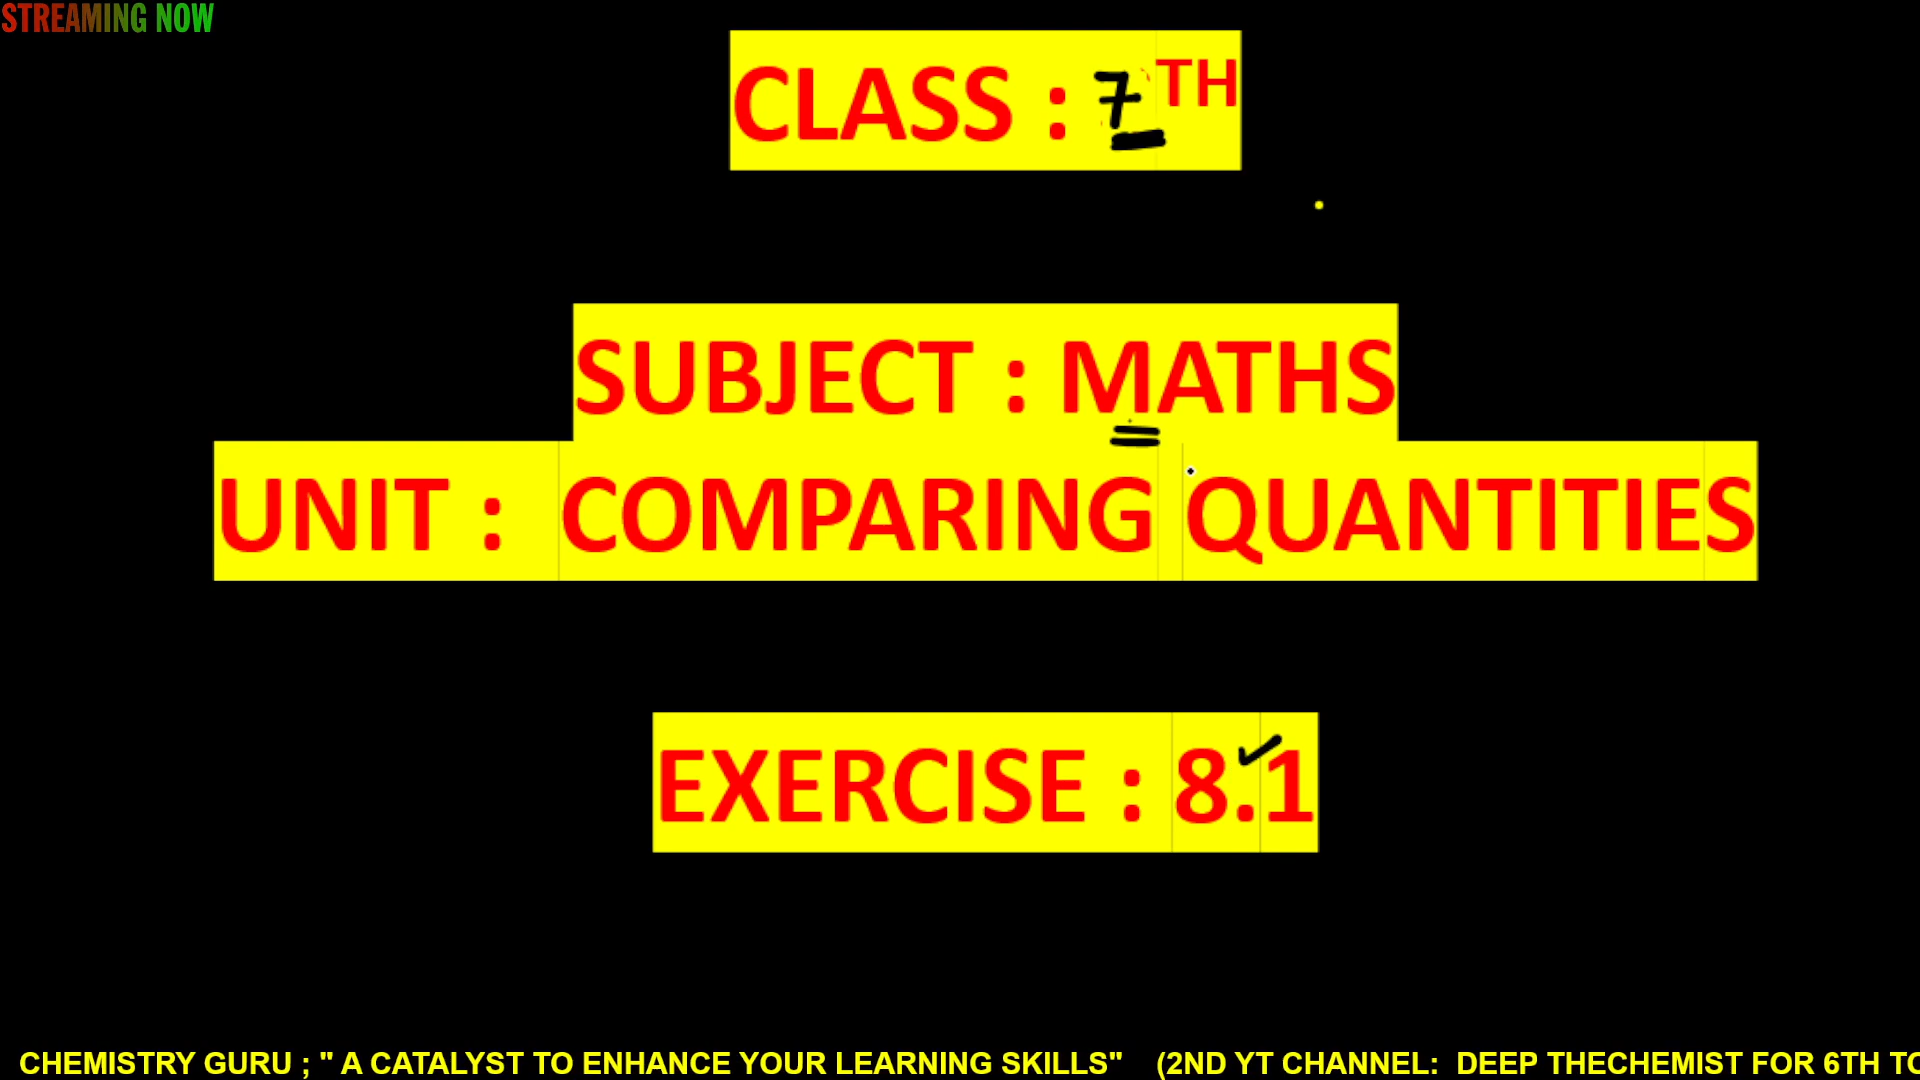 STREAMING NOW
CLASS : 7TH
SUBJECT : MATHS
UNIT : COMPARING QUANTITIES
EXERCISE : 8.1
CHEMISTRY GURU ; " A CATALYST TO ENHANCE YOUR LEARNING SKILLS" (2ND YT CHANNEL: DEEP THECHEMIST FOR 6TH TO